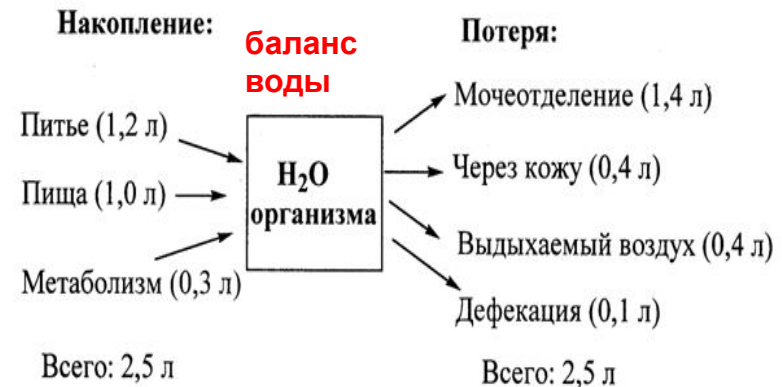 Накопление:
баланс
воды
Потеря:
Питье (1,2 л)
Пища (1,0 л)
Метаболизм (0,3 л)
H₂O
организма
Мочеотделение (1,4 л)
Через кожу (0,4 л)
Выдыхаемый воздух (0,4 л)
Дефекация (0,1 л)
Всего: 2,5 л
Всего: 2,5 л